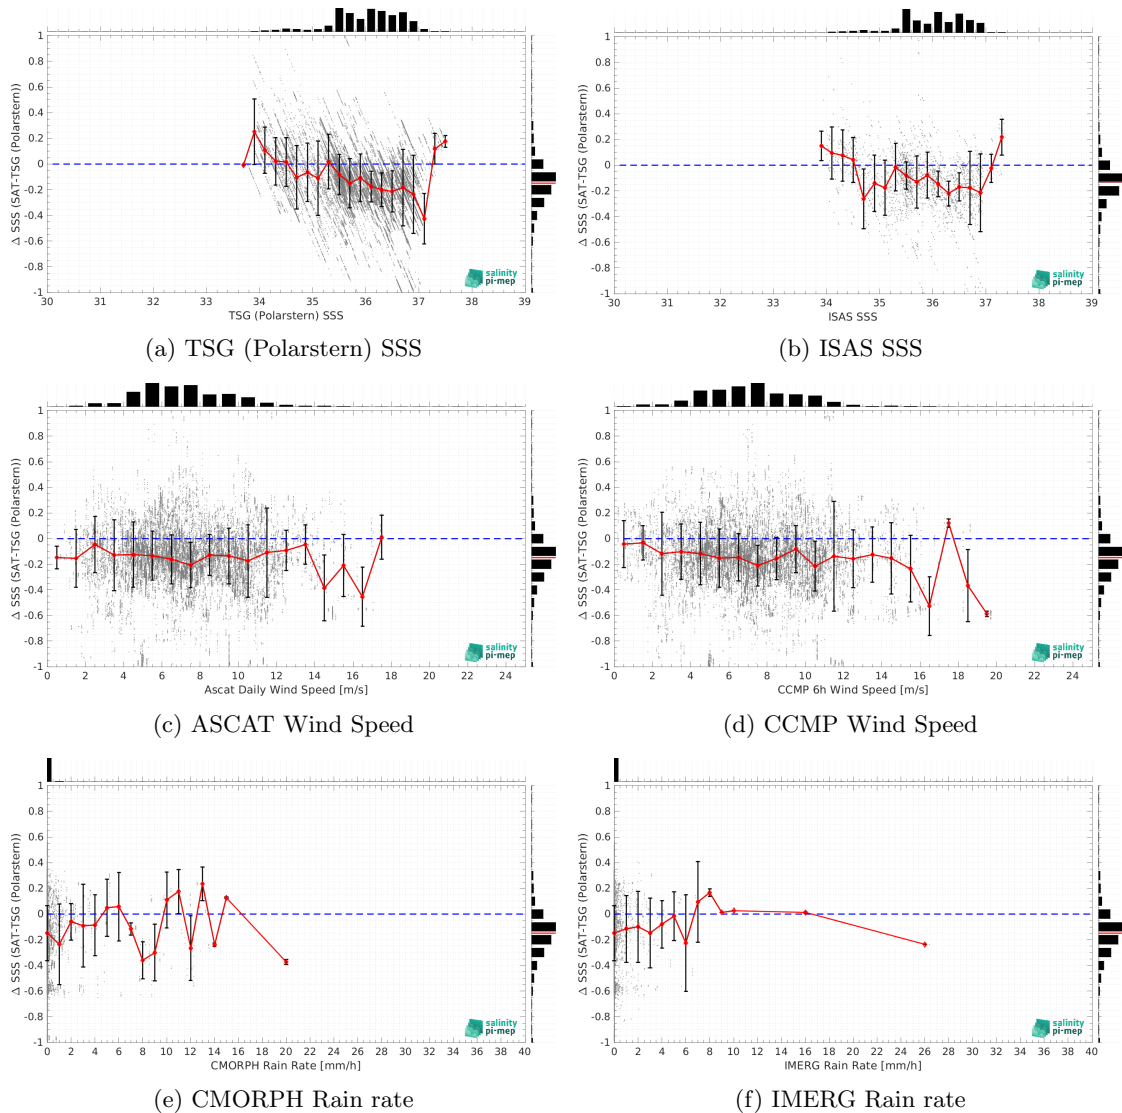 1
0.8
0.6
0.4
0.2
0
-0.2
-0.4
-0.6
-0.8
-1
Δ SSS (SAT-TSG (Polarstern))
30 31 32 33 34 35 36 37 38 39
TSG (Polarstern) SSS
salinity
pi-mep
(a) TSG (Polarstern) SSS
1
0.8
0.6
0.4
0.2
0
-0.2
-0.4
-0.6
-0.8
-1
Δ SSS (SAT-TSG (Polarstern))
30 31 32 33 34 35 36 37 38 39
ISAS SSS
salinity
pi-mep
(b) ISAS SSS
1
0.8
0.6
0.4
0.2
0
-0.2
-0.4
-0.6
-0.8
-1
Δ SSS (SAT-TSG (Polarstern))
0 2 4 6 8 10 12 14 16 18 20 22 24
Ascat Daily Wind Speed [m/s]
salinity
pi-mep
(c) ASCAT Wind Speed
1
0.8
0.6
0.4
0.2
0
-0.2
-0.4
-0.6
-0.8
-1
Δ SSS (SAT-TSG (Polarstern))
0 2 4 6 8 10 12 14 16 18 20 22 24
CCMP 6h Wind Speed [m/s]
salinity
pi-mep
(d) CCMP Wind Speed
1
0.8
0.6
0.4
0.2
0
-0.2
-0.4
-0.6
-0.8
-1
Δ SSS (SAT-TSG (Polarstern))
0 2 4 6 8 10 12 14 16 18 20 22 24 26 28 30 32 34 36 38 40
CMORPH Rain Rate [mm/h]
salinity
pi-mep
(e) CMORPH Rain rate
1
0.8
0.6
0.4
0.2
0
-0.2
-0.4
-0.6
-0.8
-1
Δ SSS (SAT-TSG (Polarstern))
0 2 4 6 8 10 12 14 16 18 20 22 24 26 28 30 32 34 36 38 40
IMERG Rain Rate [mm/h]
salinity
pi-mep
(f) IMERG Rain rate